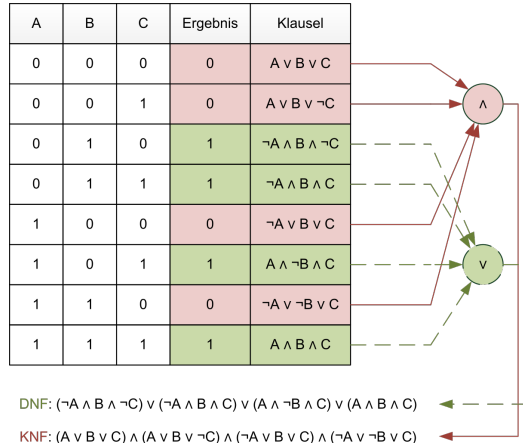 A B C Ergebnis Klausel
0 0 0 0 A ∨ B ∨ C
0 0 1 0 A ∨ B ∨ ¬C
0 1 0 1 ¬A ∧ B ∧ ¬C
0 1 1 1 ¬A ∧ B ∧ C
1 0 0 0 ¬A ∨ B ∨ C
1 0 1 1 A ∧ ¬B ∧ C
1 1 0 0 ¬A ∨ ¬B ∨ C
1 1 1 1 A ∧ B ∧ C
∧
∨
DNF: (¬A ∧ B ∧ ¬C) ∨ (¬A ∧ B ∧ C) ∨ (A ∧ ¬B ∧ C) ∨ (A ∧ B ∧ C)
KNF: (A ∨ B ∨ C) ∧ (A ∨ B ∨ ¬C) ∧ (¬A ∨ B ∨ C) ∧ (¬A ∨ ¬B ∨ C)